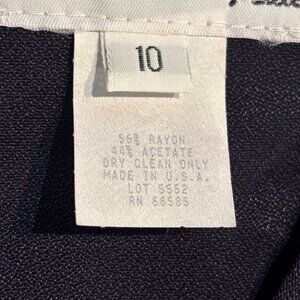 10
56% RAYON
44% ACETATE
DRY CLEAN ONLY
MADE IN U.S.A.
LOT 5552
RN 66585